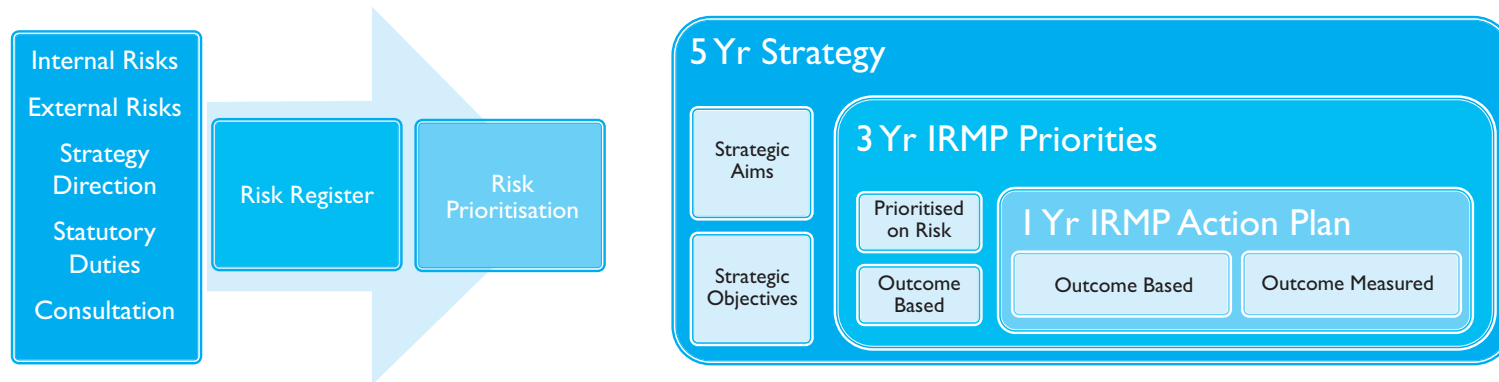 Internal Risks
External Risks
Strategy
Direction
Statutory
Duties
Consultation
Risk Register
Risk
Prioritisation
5 Yr Strategy
Strategic
Aims
Strategic
Objectives
3 Yr IRMP Priorities
Prioritised
on Risk
Outcome
Based
1 Yr IRMP Action Plan
Outcome Based
Outcome Measured